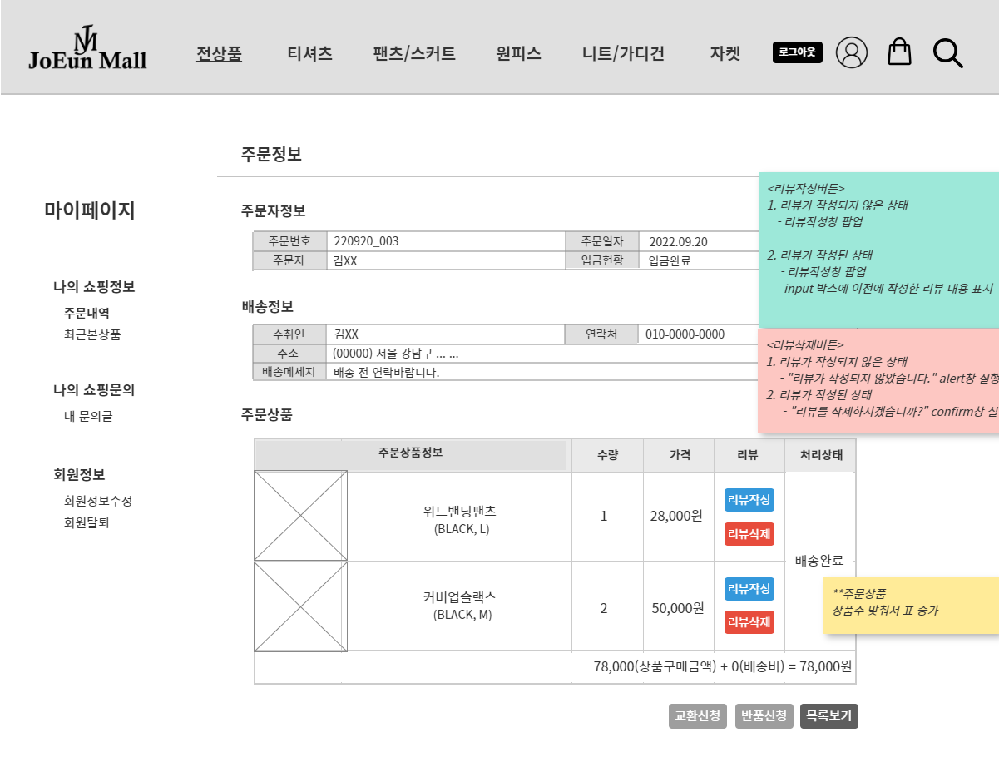 JM
JoEun Mall
전상품 티셔츠 팬츠/스커트 원피스 니트/가디건 자켓 로그아웃
주문정보
마이페이지
나의 쇼핑정보
주문내역
최근본상품
나의 쇼핑문의
내 문의글
회원정보
회원정보수정
회원탈퇴
주문자정보
주문번호 220920_003 주문일자 2022.09.20
주문자 김XX 입금현황 입금완료
배송정보
수취인 김XX 연락처 010-0000-0000
주소 (00000) 서울 강남구 ... ...
배송메세지 배송 전 연락바랍니다.
주문상품
주문상품정보 수량 가격 리뷰 처리상태
위드밴딩팬츠
(BLACK, L)
1 28,000원
리뷰작성
리뷰삭제
배송완료
커버업슬랙스
(BLACK, M)
2 50,000원
리뷰작성
리뷰삭제
78,000(상품구매금액) + 0(배송비) = 78,000원
교환신청 반품신청 목록보기
<리뷰작성버튼>
1. 리뷰가 작성되지 않은 상태
- 리뷰작성창 팝업
2. 리뷰가 작성된 상태
- 리뷰작성창 팝업
- input 박스에 이전에 작성한 리뷰 내용 표시
<리뷰삭제버튼>
1. 리뷰가 작성되지 않은 상태
- "리뷰가 작성되지 않았습니다." alert창 실행
2. 리뷰가 작성된 상태
- "리뷰를 삭제하시겠습니까?" confirm창 실
**주문상품
상품수 맞춰서 표 증가